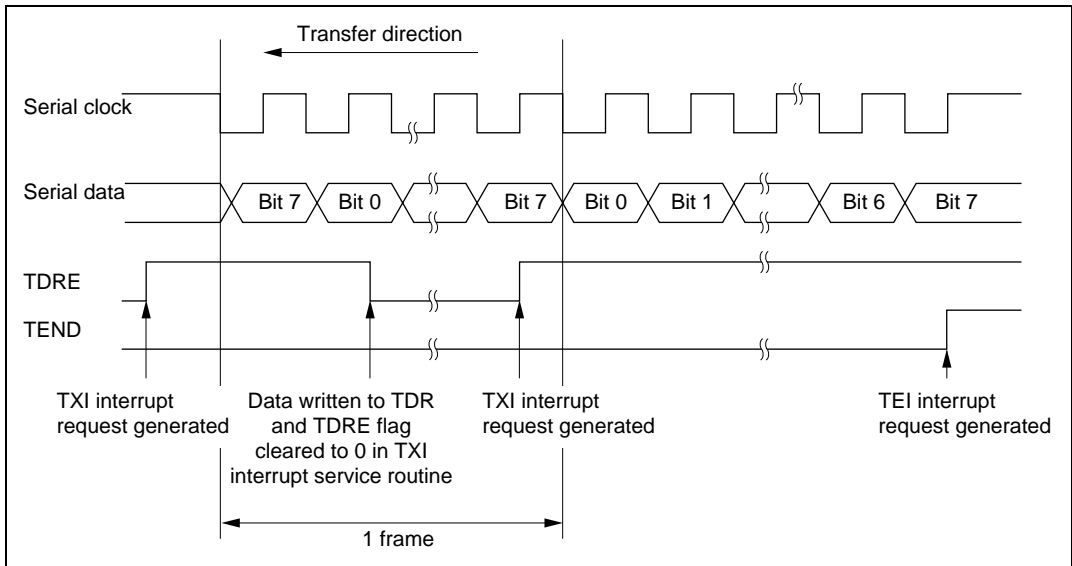 Transfer direction
Serial clock
Serial data
Bit 7 Bit 0 Bit 7 Bit 0 Bit 1 Bit 6 Bit 7
TDRE
TEND
TXI interrupt
request generated
Data written to TDR
and TDRE flag
cleared to 0 in TXI
interrupt service routine
TXI interrupt
request generated
TEI interrupt
request generated
1 frame